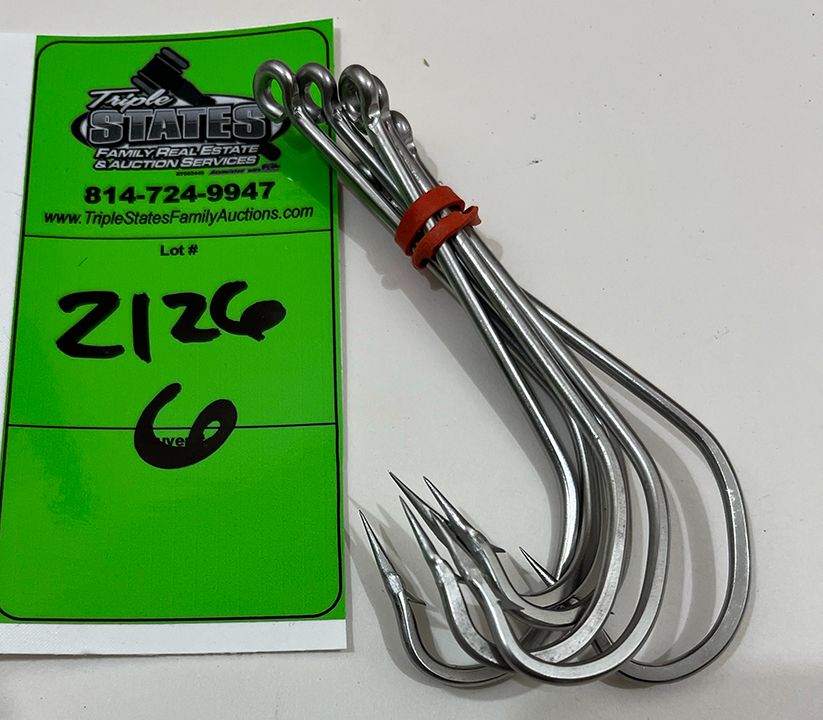 Triple
STATES
FAMILY, REAL ESTATE
& AUCTION SERVICES
814-724-9947
www.TripleStatesFamilyAuctions.com
Lot #
2126
6